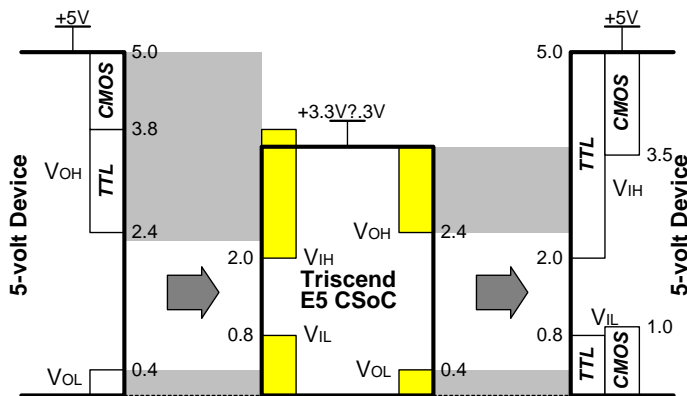 +5V
+5V
5.0
5.0
CMOS
CMOS
3.8
+3.3V?.3V
TTL
TTL
3.5
VOH
VIH
5-volt Device
5-volt Device
2.4
VOH
2.4
2.0
VIH
2.0
Triscend
E5 CSoC
0.8
VIL
0.8
VIL
1.0
TTL
CMOS
VOL
0.4
VOL
0.4